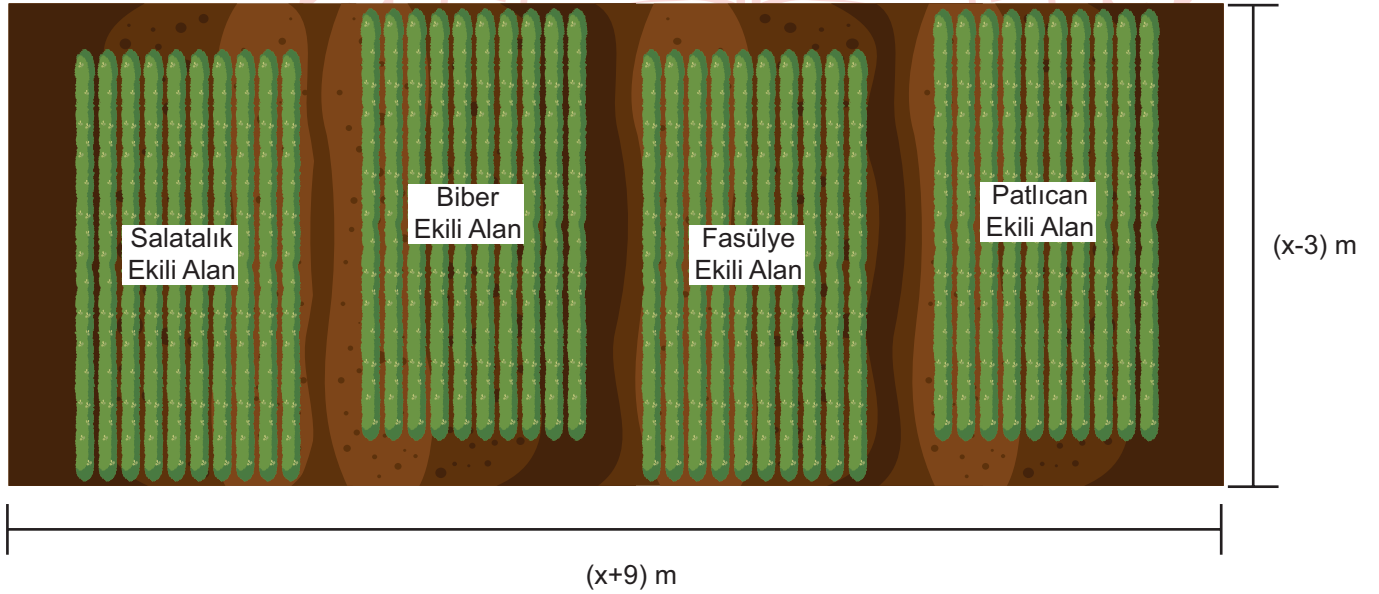 Salatalık
Ekili Alan
Biber
Ekili Alan
Fasülye
Ekili Alan
Patlıcan
Ekili Alan
(x-3) m
(x+9) m